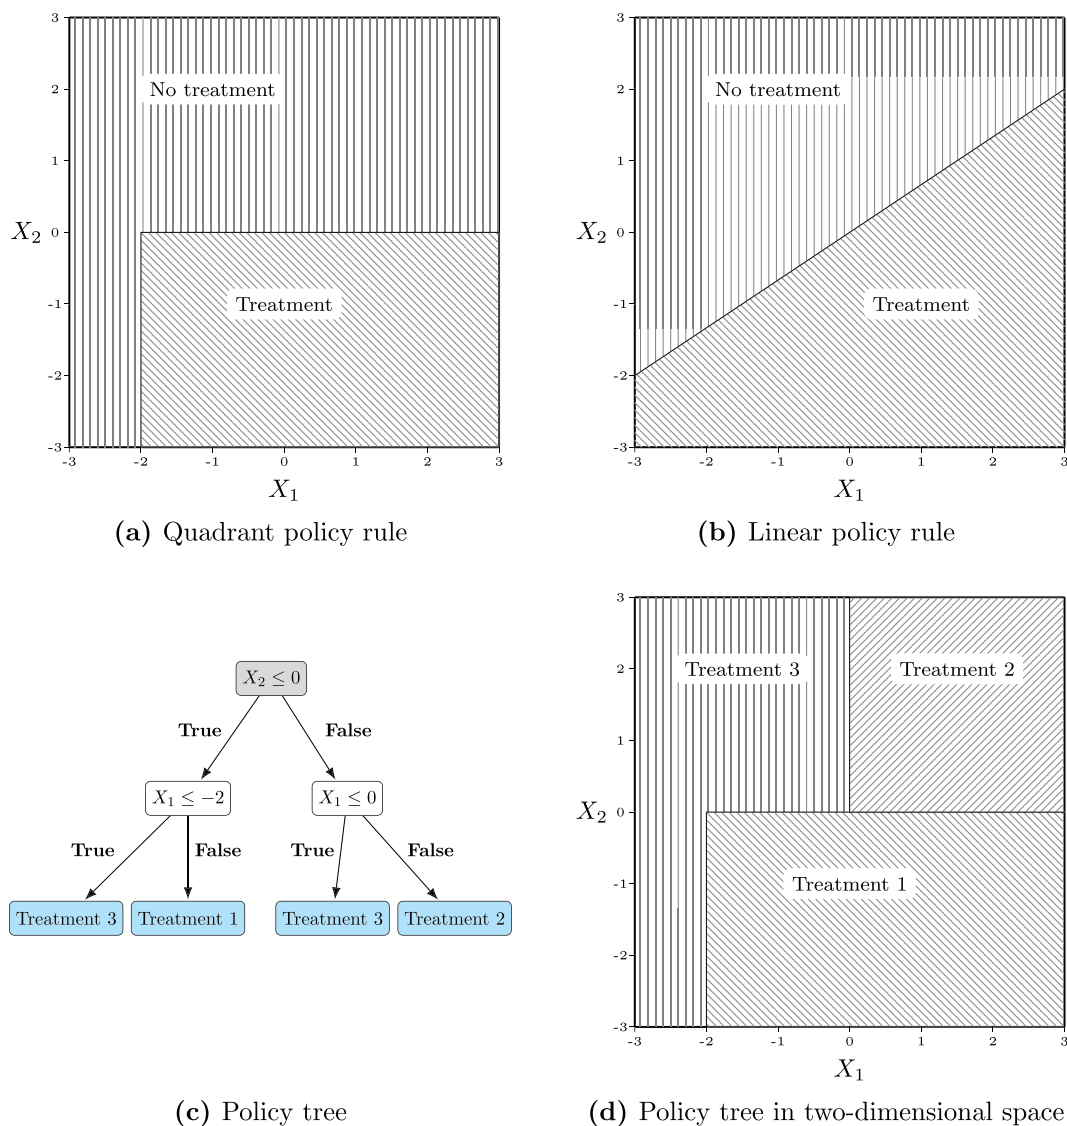 3
2
1
0
-1
-2
-3
X₂
No treatment
Treatment
-3 -2 -1 0 1 2 3
X₁
(a) Quadrant policy rule
3
2
1
0
-1
-2
-3
X₂
No treatment
Treatment
-3 -2 -1 0 1 2 3
X₁
(b) Linear policy rule
X₂ ≤ 0
True False
X₁ ≤ −2 X₁ ≤ 0
True False True False
Treatment 3 Treatment 1 Treatment 3 Treatment 2
(c) Policy tree
3
2
1
0
-1
-2
-3
X₂
Treatment 3 Treatment 2
Treatment 1
-3 -2 -1 0 1 2 3
X₁
(d) Policy tree in two-dimensional space